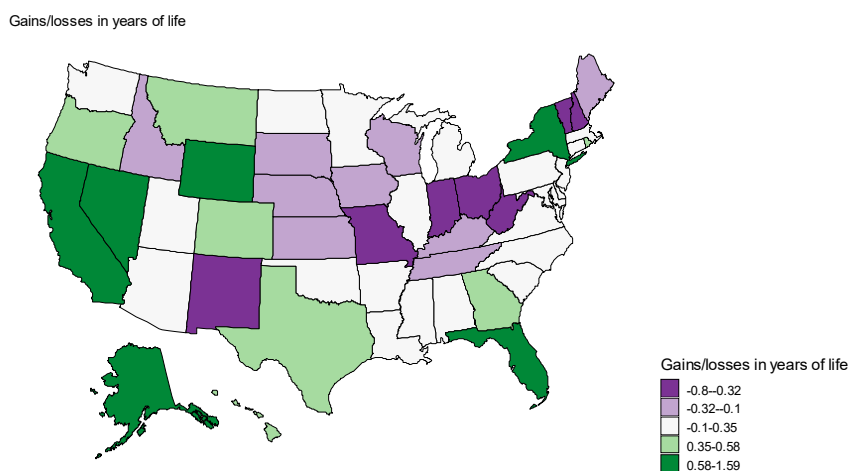 Gains/losses in years of life
Gains/losses in years of life
-0.8--0.32
-0.32--0.1
-0.1-0.35
0.35-0.58
0.58-1.59